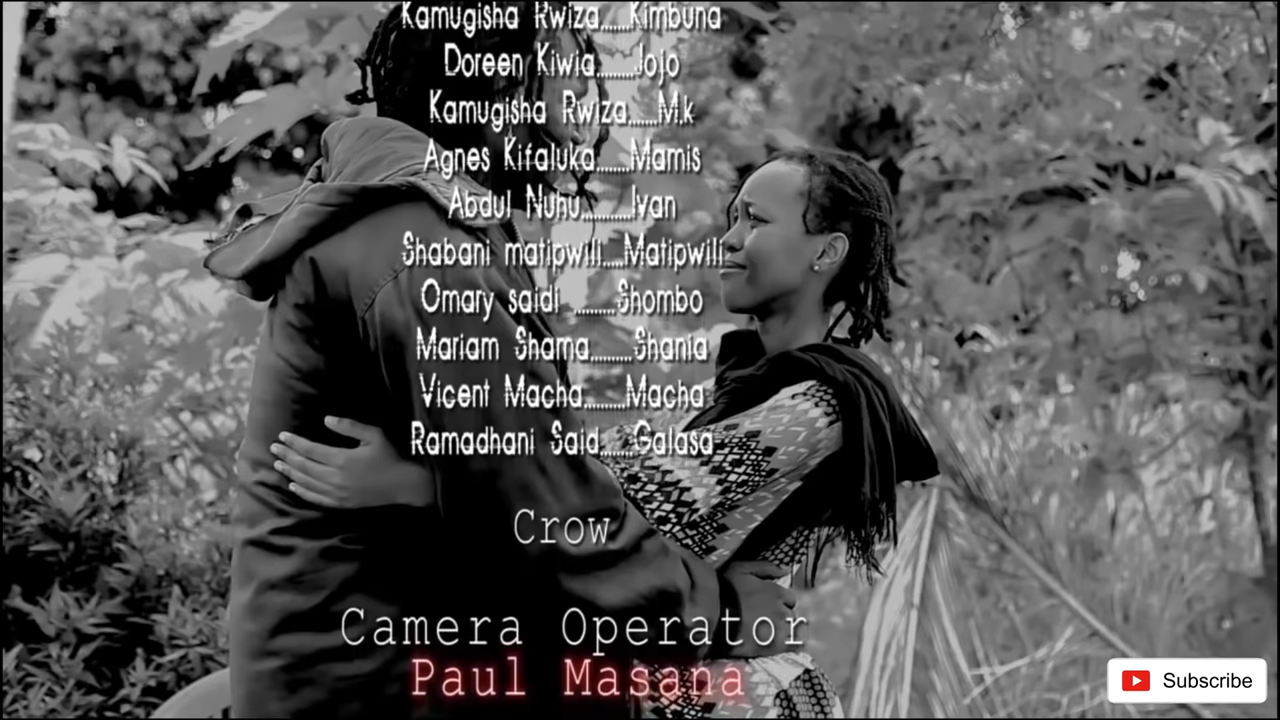 Kamugisha Rwiza......Kimbuna
Doreen Kiwia........Jojo
Kamugisha Rwiza......M.k
Agnes Kifaluka.......Mamis
Abdul Nuhu..........Ivan
Shabani matipwili....Matipwili
Omary saidi ........Shombo
Mariam Shama........Shania
Vicent Macha........Macha
Ramadhani Said.......Galasa
Crow
Camera Operator
Paul Masana
Subscribe